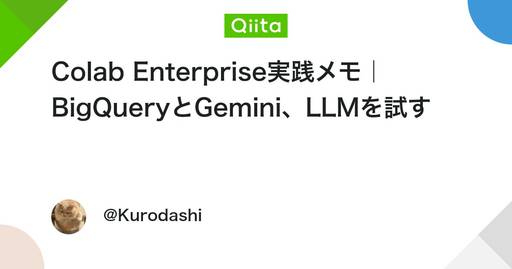 Qiita
Colab Enterprise実践メモ｜
BigQueryとGemini、LLMを試す
@Kurodashi